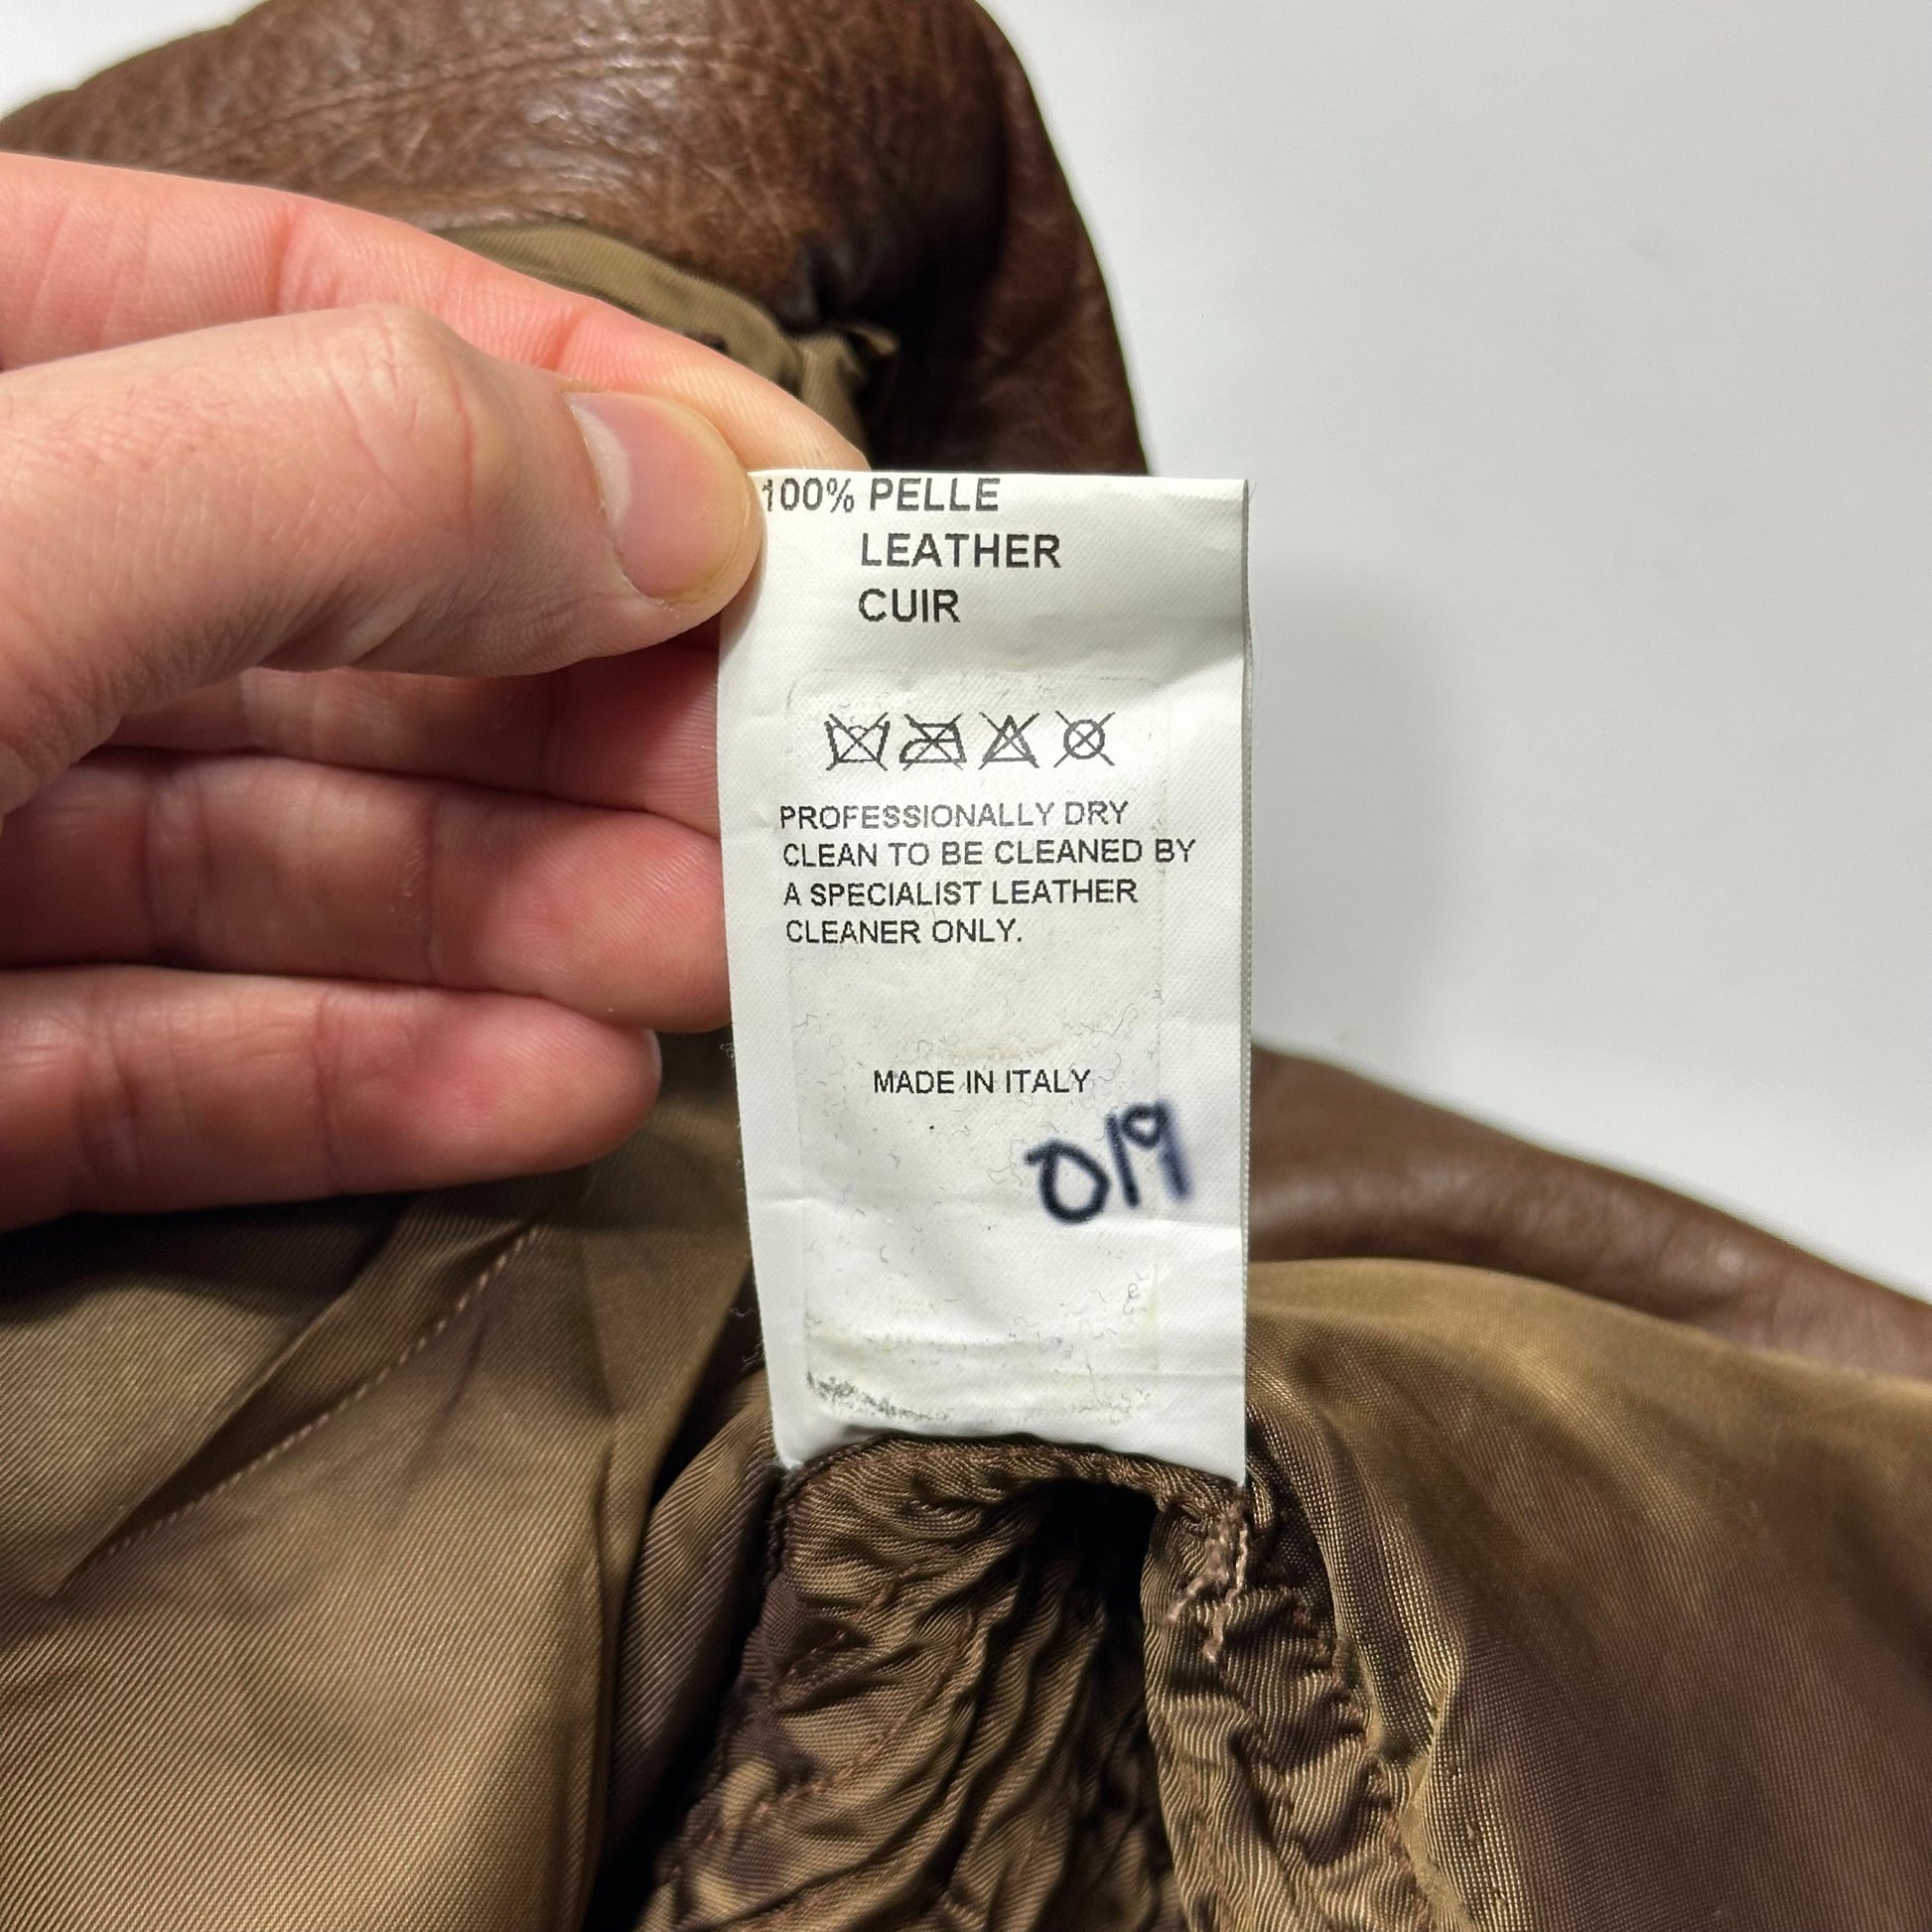 100% PELLE
LEATHER
CUIR
PROFESSIONALLY DRY
CLEAN TO BE CLEANED BY
A SPECIALIST LEATHER
CLEANER ONLY.
MADE IN ITALY
019